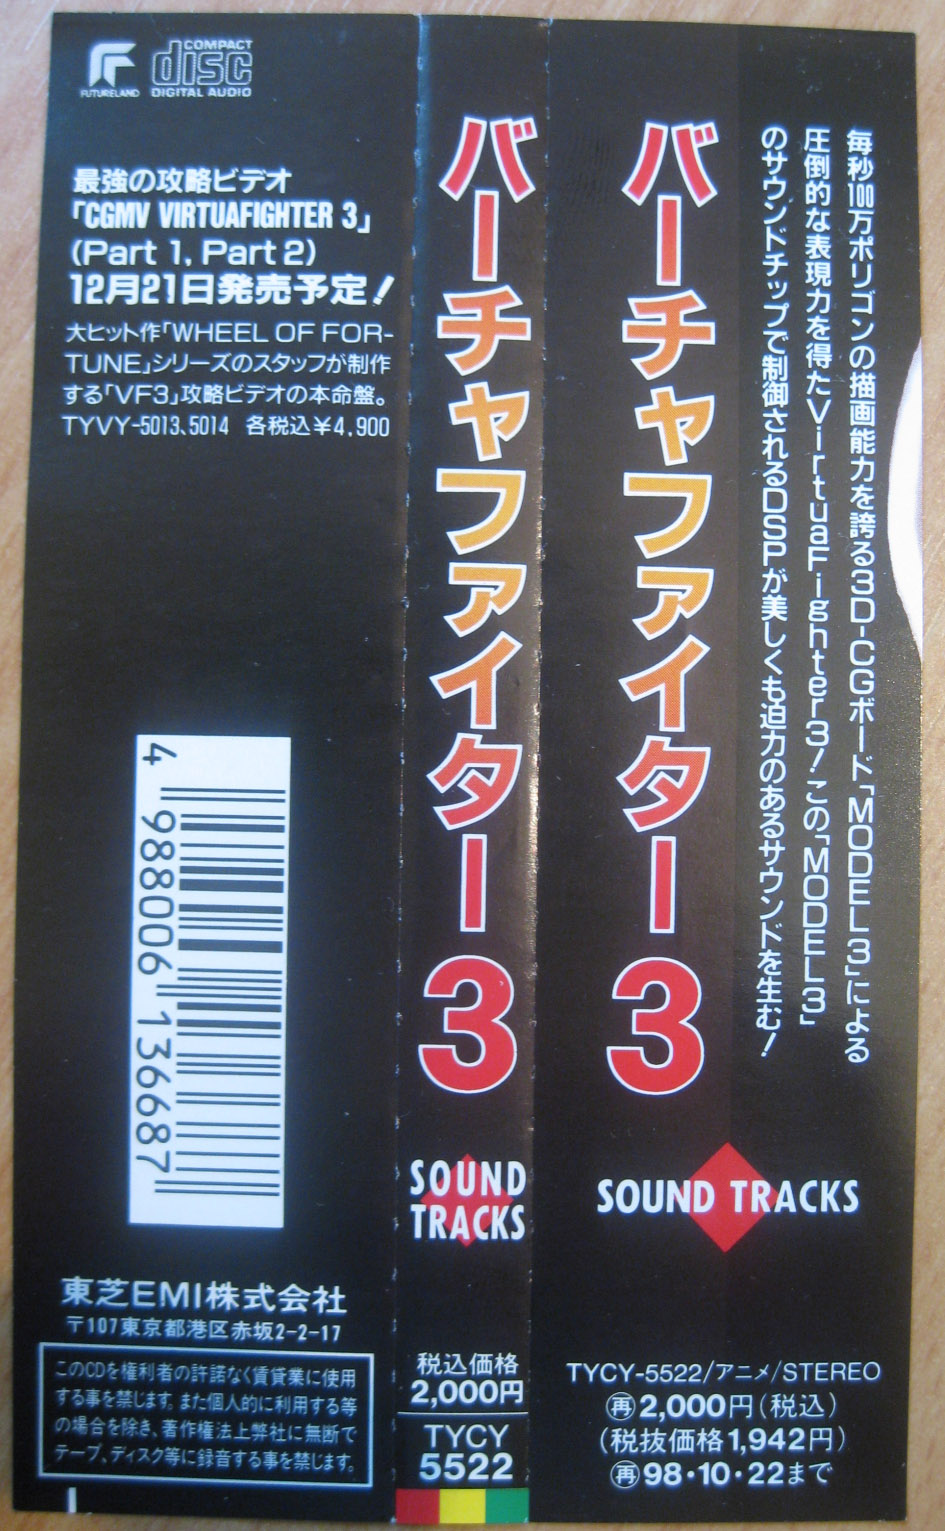 FUTURELAND
COMPACT
disc
DIGITAL AUDIO
最強の攻略ビデオ
「CGMV VIRTUAFIGHTER 3」
(Part 1, Part 2)
12月21日発売予定!
大ヒット作「WHEEL OF FOR-
TUNE」シリーズのスタッフが制作
する「VF3」攻略ビデオの本命盤。
TYVY-5013、5014 各税込¥4,900
4 988006 136687
東芝EMI株式会社
〒107東京都港区赤坂2-2-17
このCDを権利者の許諾なく賃貸業に使用
する事を禁じます。また個人的に利用する等
の場合を除き、著作権法上弊社に無断で
テープ、ディスク等に録音する事を禁じます。
バーチャファイター3
SOUND
TRACKS
税込価格
2,000円
TYCY
5522
毎秒100万ポリゴンの描画能力を誇る3D-CGボード「MODEL3」による
圧倒的な表現力を得たVirtuaFighter3!この「MODEL3」
のサウンドチップで制御されるDSPが美しくも迫力のあるサウンドを生む!
バーチャファイター3
SOUND TRACKS
TYCY-5522/アニメ/STEREO
再2,000円(税込)
(税抜価格1,942円)
再98・10・22まで